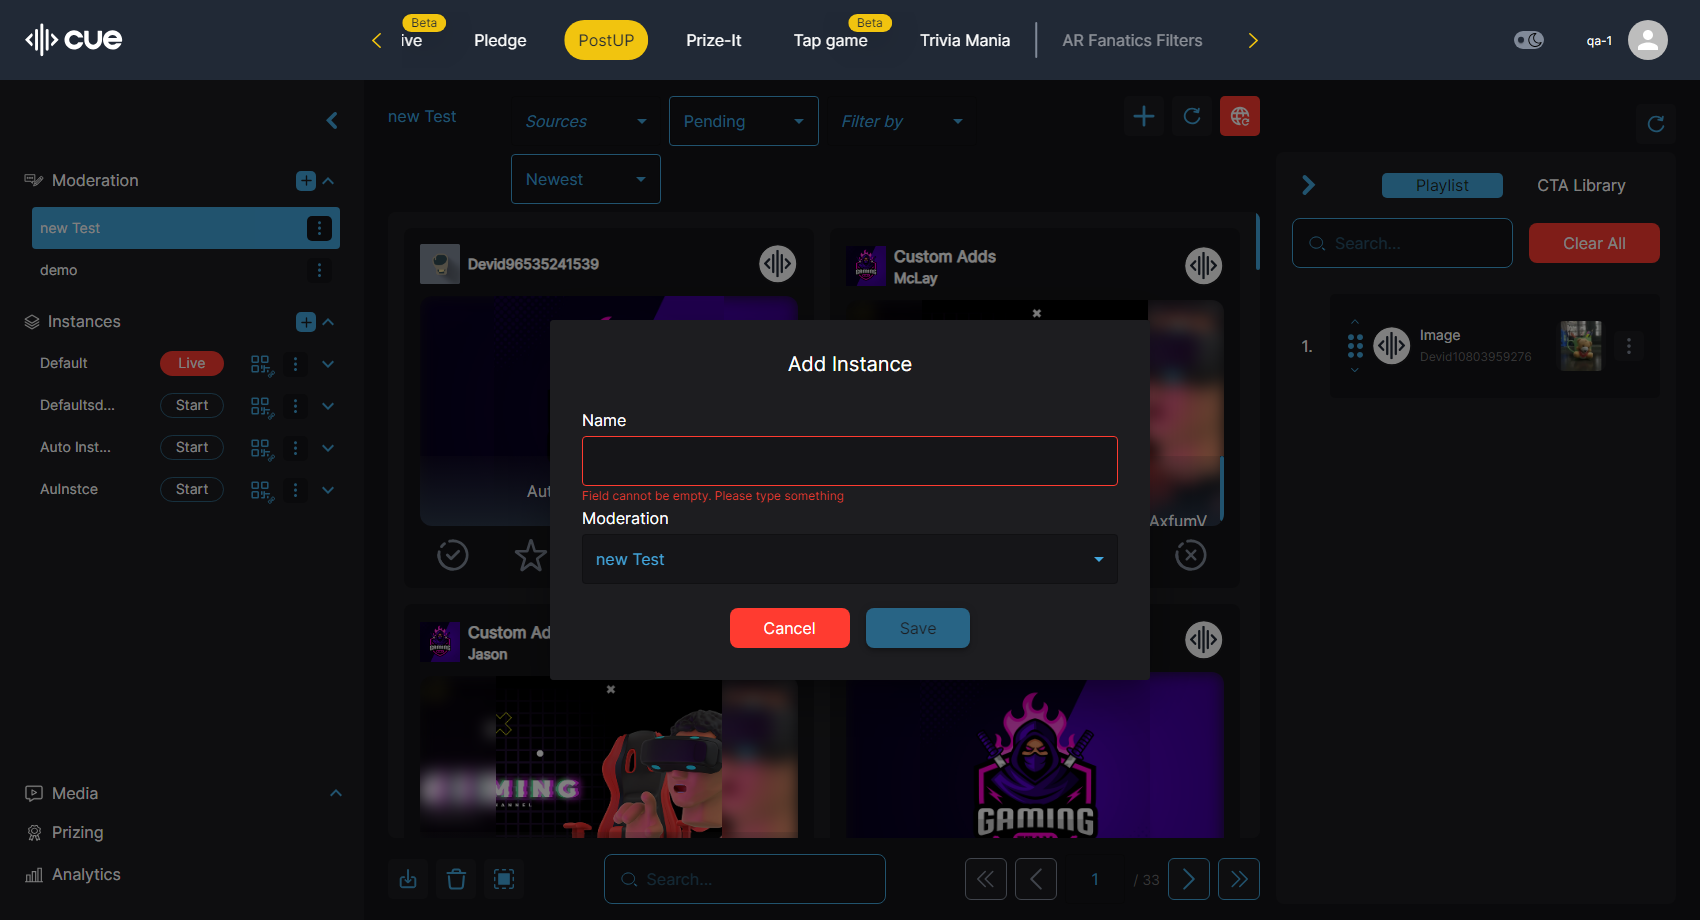 cue
Beta
ive
Pledge
PostUP
Prize-It
Beta
Tap game
Trivia Mania
AR Fanatics Filters
qa-1
Moderation
new Test
demo
Instances
Default
Live
Defaultsd...
Start
Auto Inst...
Start
AuInstce
Start
Media
Prizing
Analytics
new Test
Sources
Pending
Filter by
Newest
Devid96535241539
Custom Adds
McLay
Aut
AxfumV
Custom Ad
Jason
GAMING
Add Instance
Name
Field cannot be empty. Please type something
Moderation
new Test
Cancel
Save
Search...
1
/ 33
Playlist
CTA Library
Search...
Clear All
1.
Image
Devid10803959276